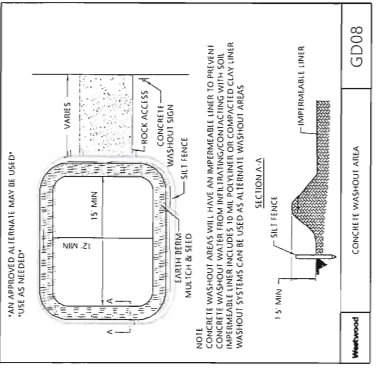 *AN APPROVED ALTERNATE MAY BE USED*
*USE AS NEEDED*
VARIES
15' MIN
12' MIN
A
A
ROCK ACCESS
CONCRETE
WASHOUT SIGN
SILT FENCE
EARTH BERM
MULTCH & SEED
NOTE
CONCRETE WASHOUT AREAS WILL HAVE AN IMPERMEABLE LINER TO PREVENT
CONCRETE WASHOUT WATER FROM INFILTRATING/CONTACTING WITH SOIL
IMPERMEABLE LINER INCLUDES 10 MIL POLYLINER OR COMPACTED CLAY LINER
WASHOUT SYSTEMS CAN BE USED AS ALTERNATE WASHOUT AREAS
SECTION A-A
SILT FENCE
IMPERMEABLE LINER
1 5' MIN
Westwood
CONCRETE WASHOUT AREA
GD08